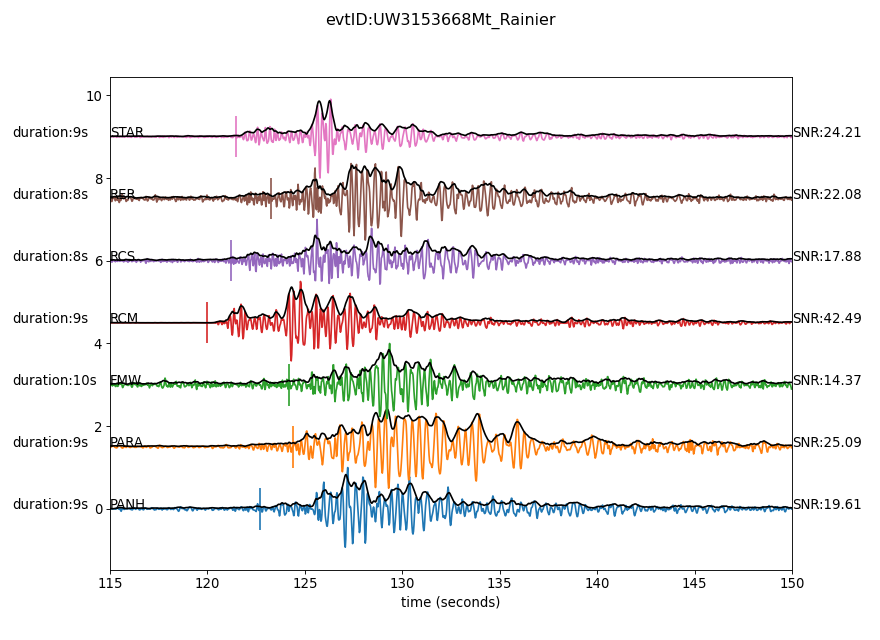 evtID:UW3153668Mt_Rainier
10
duration:9s STAR SNR:24.21
8
duration:8s RER SNR:22.08
duration:8s RCS SNR:17.88
6
duration:9s RCM SNR:42.49
4
duration:10s FMW SNR:14.37
2
duration:9s PARA SNR:25.09
duration:9s PANH SNR:19.61
0
115 120 125 130 135 140 145 150
time (seconds)